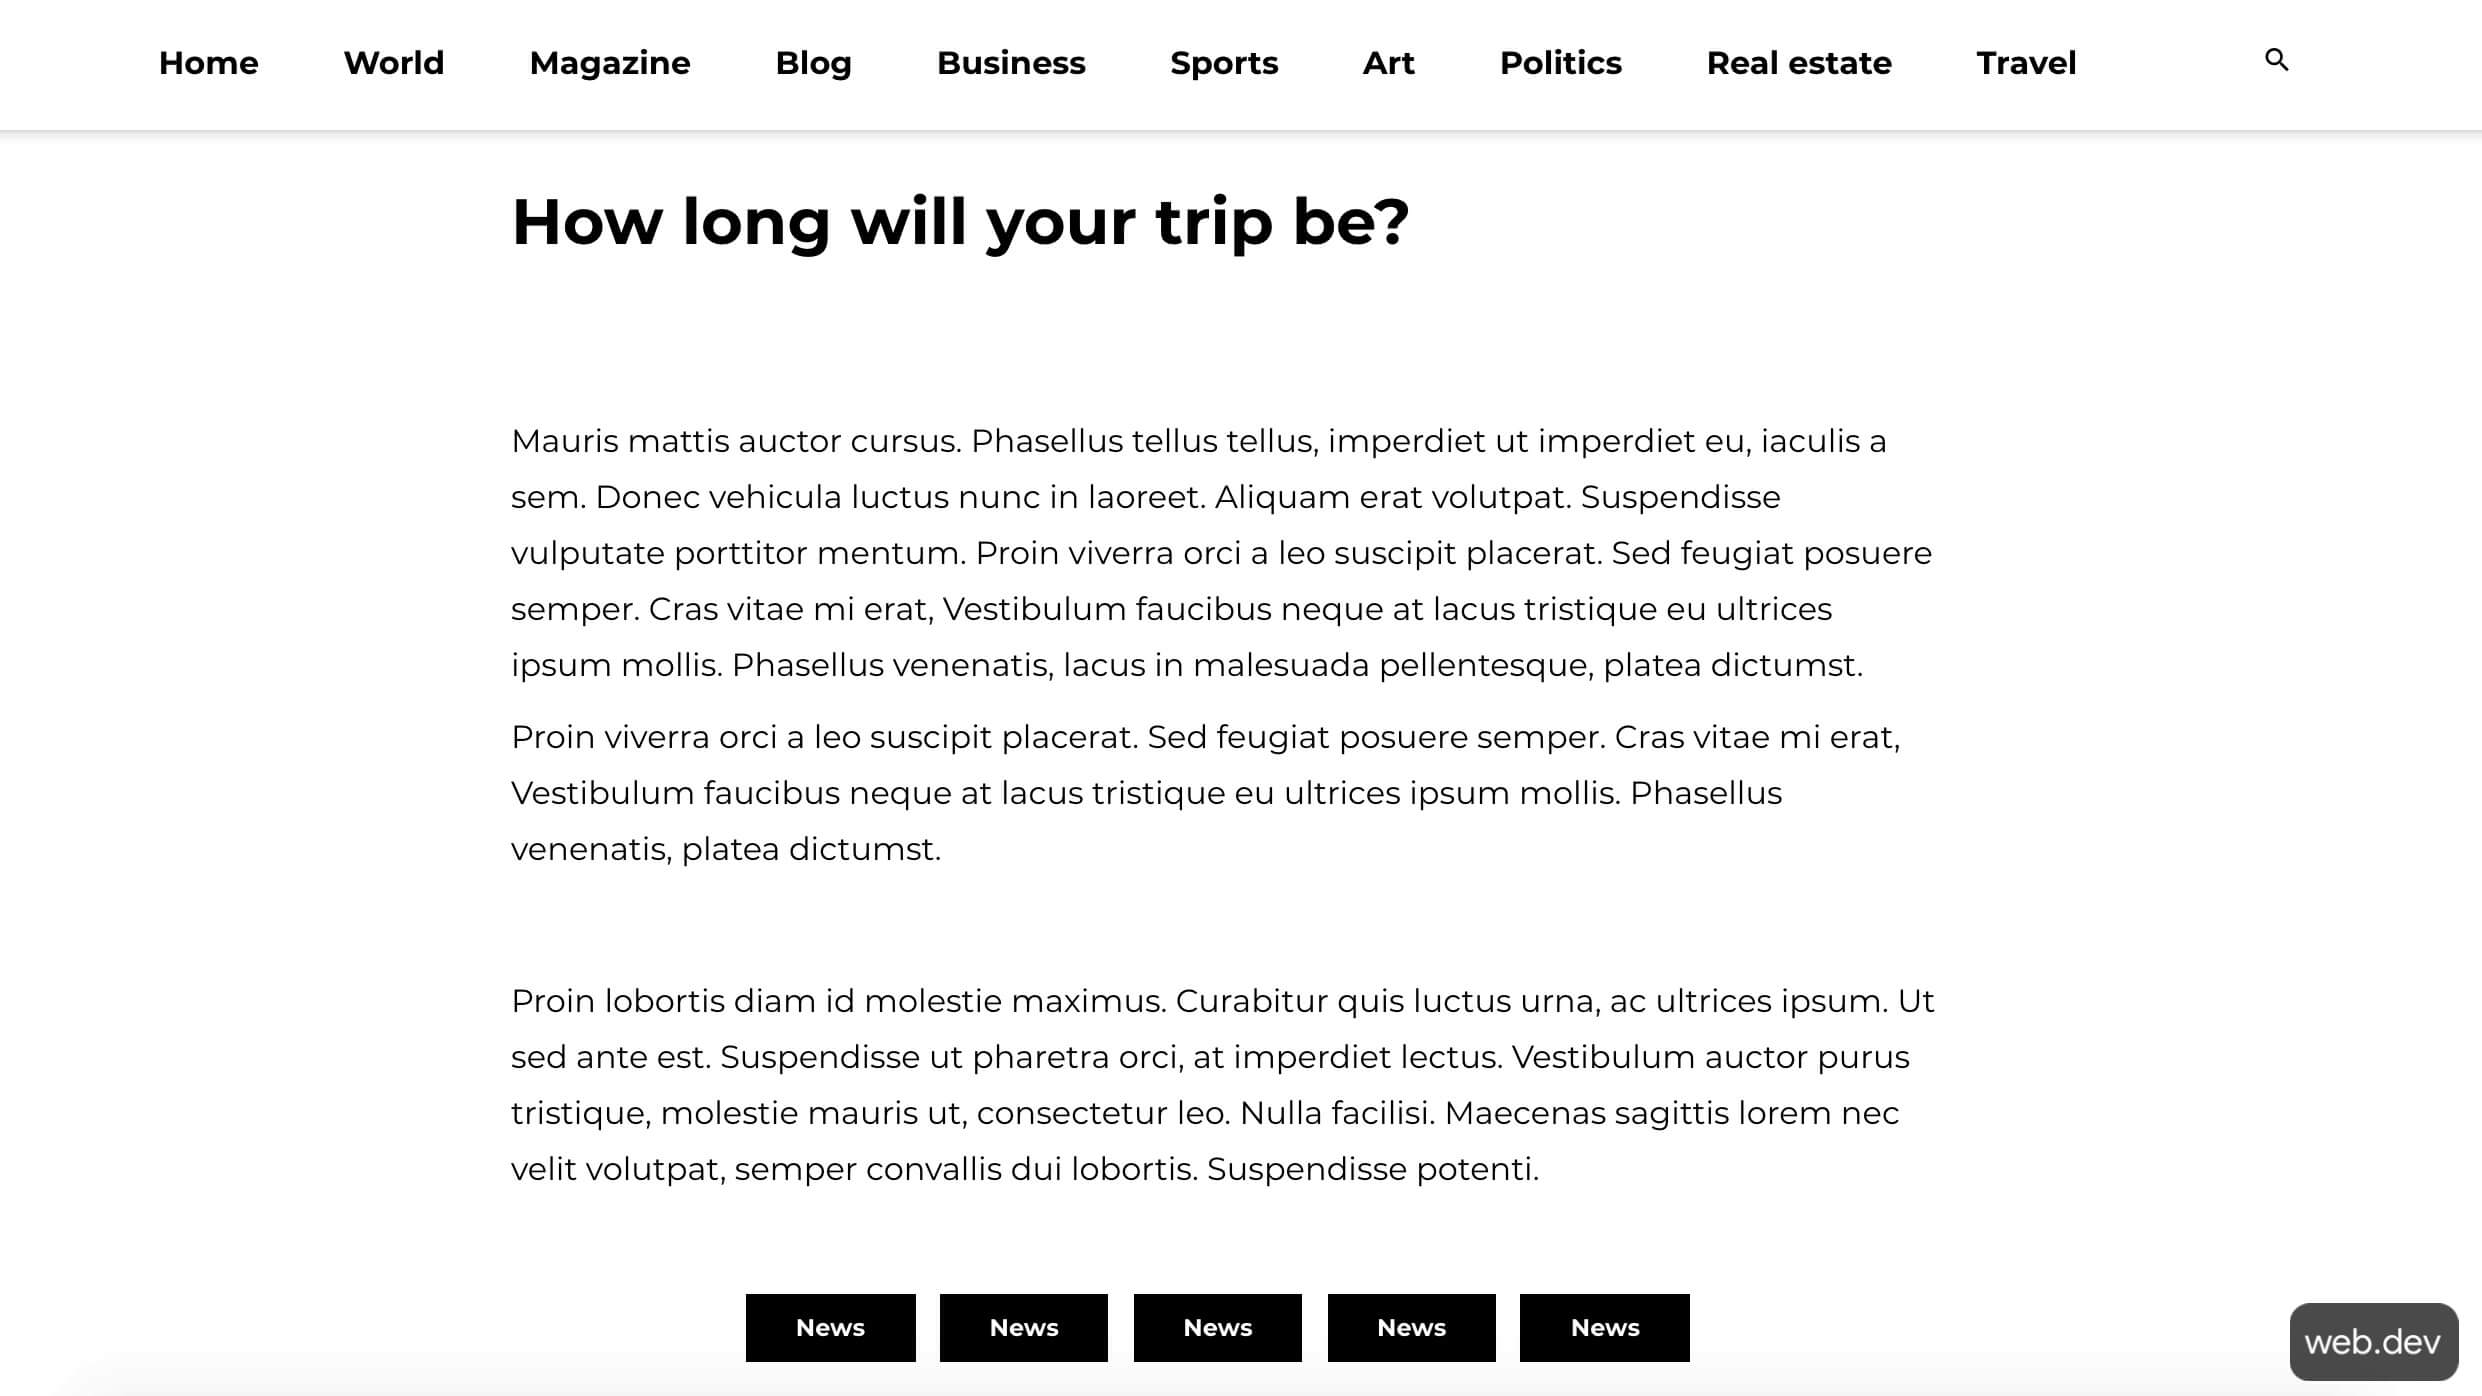 Home World Magazine Blog Business Sports Art Politics Real estate Travel
How long will your trip be?
Mauris mattis auctor cursus. Phasellus tellus tellus, imperdiet ut imperdiet eu, iaculis a
sem. Donec vehicula luctus nunc in laoreet. Aliquam erat volutpat. Suspendisse
vulputate porttitor mentum. Proin viverra orci a leo suscipit placerat. Sed feugiat posuere
semper. Cras vitae mi erat, Vestibulum faucibus neque at lacus tristique eu ultrices
ipsum mollis. Phasellus venenatis, lacus in malesuada pellentesque, platea dictumst.
Proin viverra orci a leo suscipit placerat. Sed feugiat posuere semper. Cras vitae mi erat,
Vestibulum faucibus neque at lacus tristique eu ultrices ipsum mollis. Phasellus
venenatis, platea dictumst.
Proin lobortis diam id molestie maximus. Curabitur quis luctus urna, ac ultrices ipsum. Ut
sed ante est. Suspendisse ut pharetra orci, at imperdiet lectus. Vestibulum auctor purus
tristique, molestie mauris ut, consectetur leo. Nulla facilisi. Maecenas sagittis lorem nec
velit volutpat, semper convallis dui lobortis. Suspendisse potenti.
News News News News News
web.dev